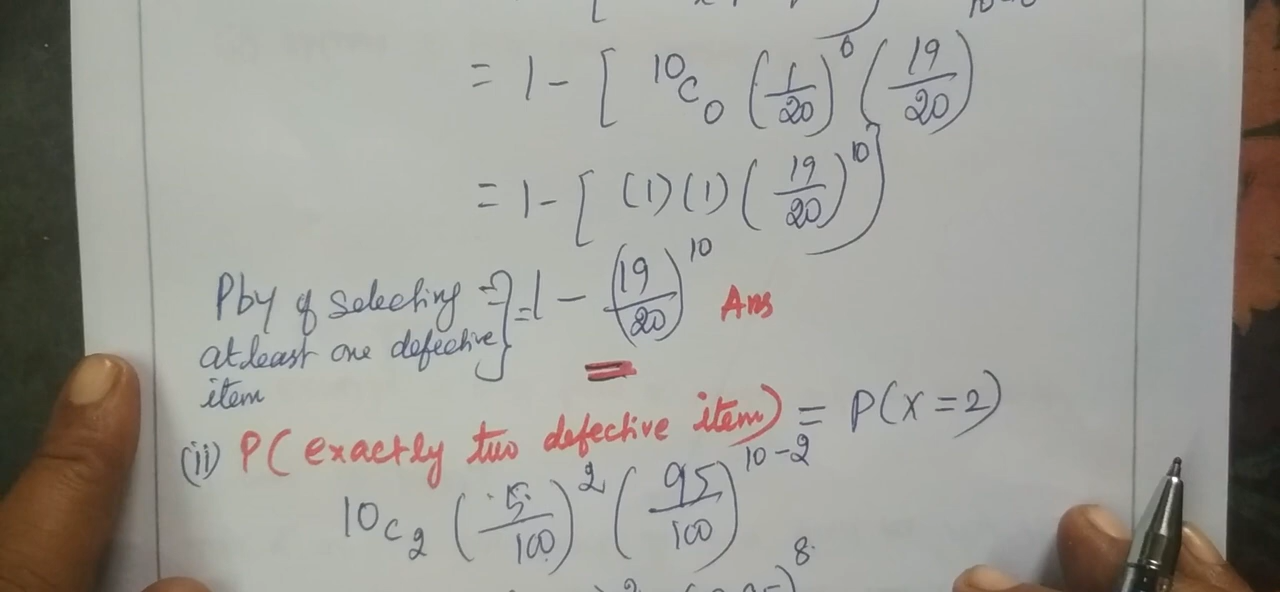 = 1 - [ 10C0 (1/20)^0 (19/20)
= 1 - [ (1) (1) (19/20)^10 ]
Pby of selecting atleast one defective item } = 1 - (19/20)^10 Ans
(ii) P( exactly two defective item) = P(X=2)
10C2 (5/100)^2 (95/100)^10-2